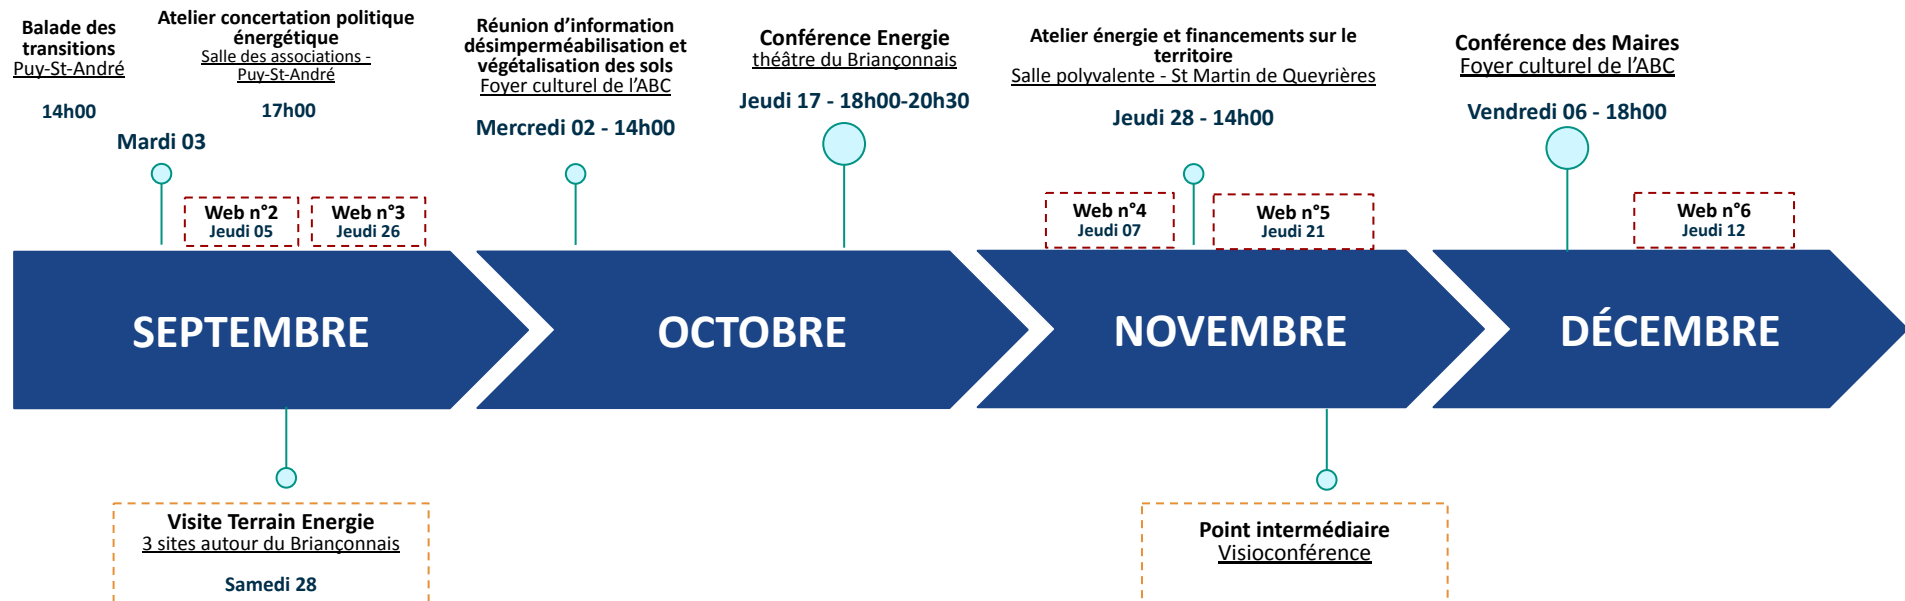 Balade des
transitions
Puy-St-André
14h00
Atelier concertation politique
énergétique
Salle des associations -
Puy-St-André
17h00
Mardi 03
Réunion d’information
désimperméabilisation et
végétalisation des sols
Foyer culturel de l’ABC
Mercredi 02 - 14h00
Conférence Energie
théâtre du Briançonnais
Jeudi 17 - 18h00-20h30
Atelier énergie et financements sur le
territoire
Salle polyvalente - St Martin de Queyrières
Jeudi 28 - 14h00
Conférence des Maires
Foyer culturel de l’ABC
Vendredi 06 - 18h00
Web n°2
Jeudi 05
Web n°3
Jeudi 26
Web n°4
Jeudi 07
Web n°5
Jeudi 21
Web n°6
Jeudi 12
SEPTEMBRE
OCTOBRE
NOVEMBRE
DÉCEMBRE
Visite Terrain Energie
3 sites autour du Briançonnais
Samedi 28
Point intermédiaire
Visioconférence